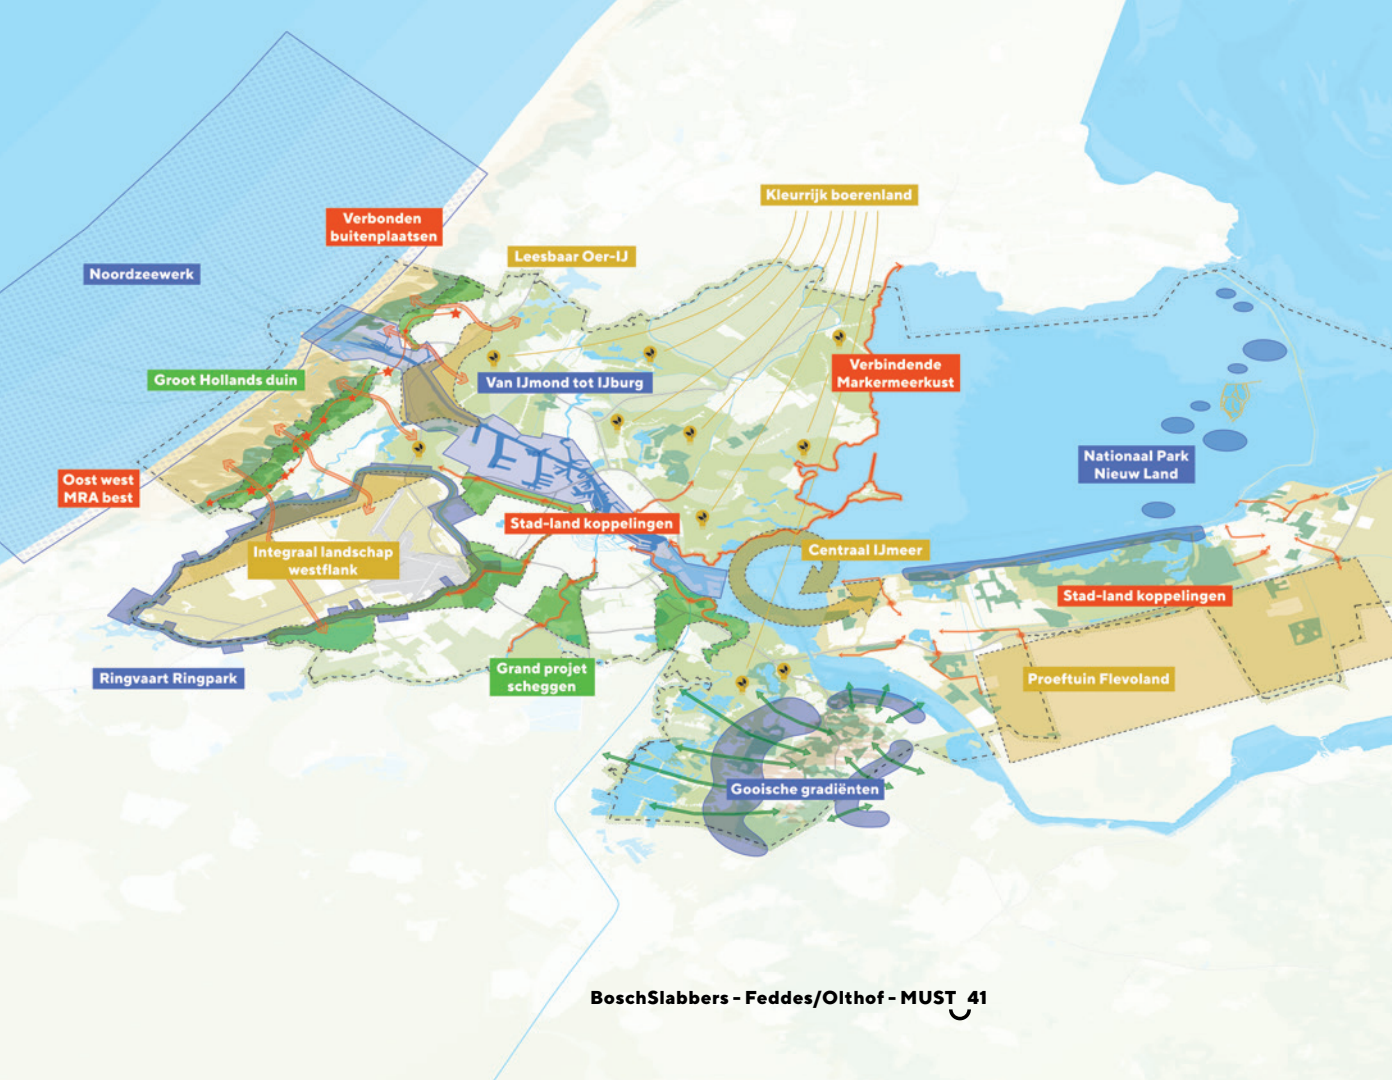 Kleurrijk boerenland
Verbonden
buitenplaatsen
Leesbaar Oer-IJ
Noordzeewerk
Groot Hollands duin
Van IJmond tot IJburg
Verbindende
Markermeerkust
Nationaal Park
Nieuw Land
Oost west
MRA best
Stad-land koppelingen
Integraal landschap
westflank
Centraal IJmeer
Stad-land koppelingen
Ringvaart Ringpark
Grand projet
scheggen
Proeftuin Flevoland
Gooische gradiënten
BoschSlabbers - Feddes/Olthof - MUST 41